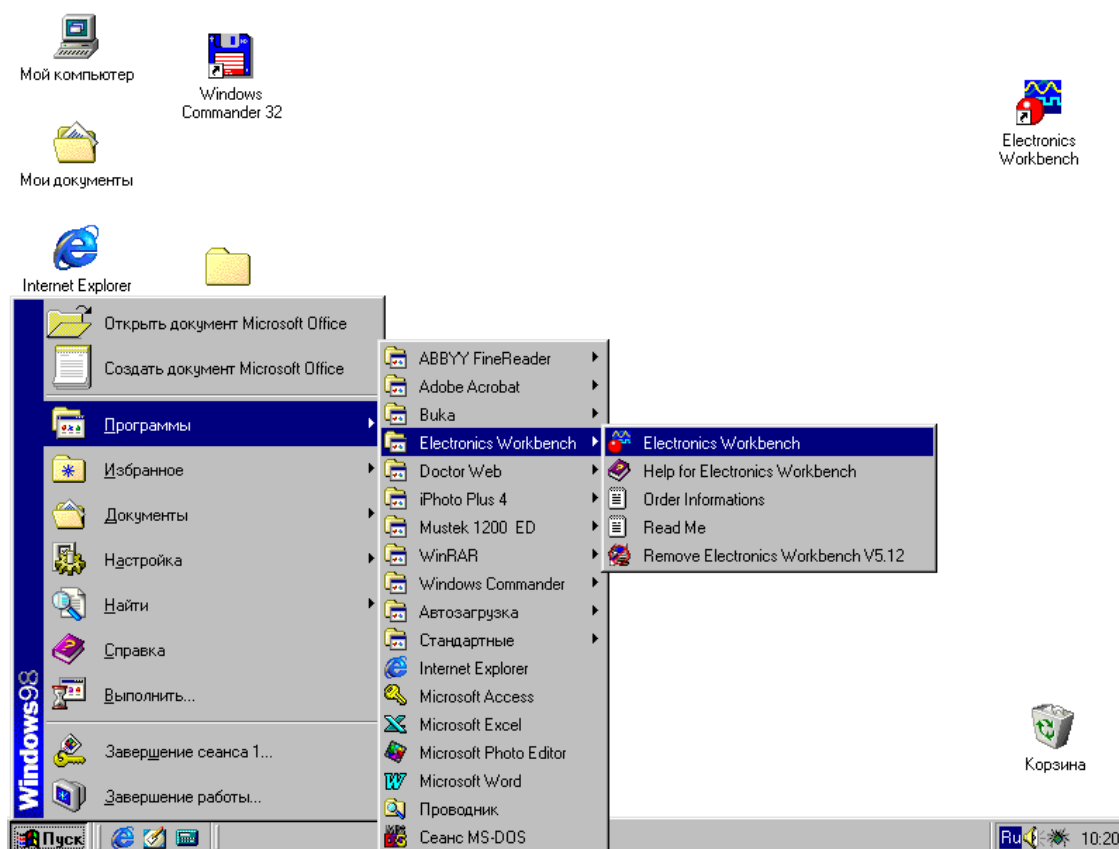 Мой компьютер
Windows
Commander 32
Electronics
Workbench
Мои документы
Internet Explorer
Открыть документ Microsoft Office
Создать документ Microsoft Office
Программы
Избранное
Документы
Настройка
Найти
Справка
Выполнить...
Завершение сеанса 1...
Завершение работы...
Windows98
ABBYY FineReader
Adobe Acrobat
Buka
Electronics Workbench
Doctor Web
iPhoto Plus 4
Mustek 1200 ED
WinRAR
Windows Commander
Автозагрузка
Стандартные
Internet Explorer
Microsoft Access
Microsoft Excel
Microsoft Photo Editor
Microsoft Word
Проводник
Сеанс MS-DOS
Electronics Workbench
Help for Electronics Workbench
Order Informations
Read Me
Remove Electronics Workbench V5.12
Корзина
Пуск
Ru
10:20